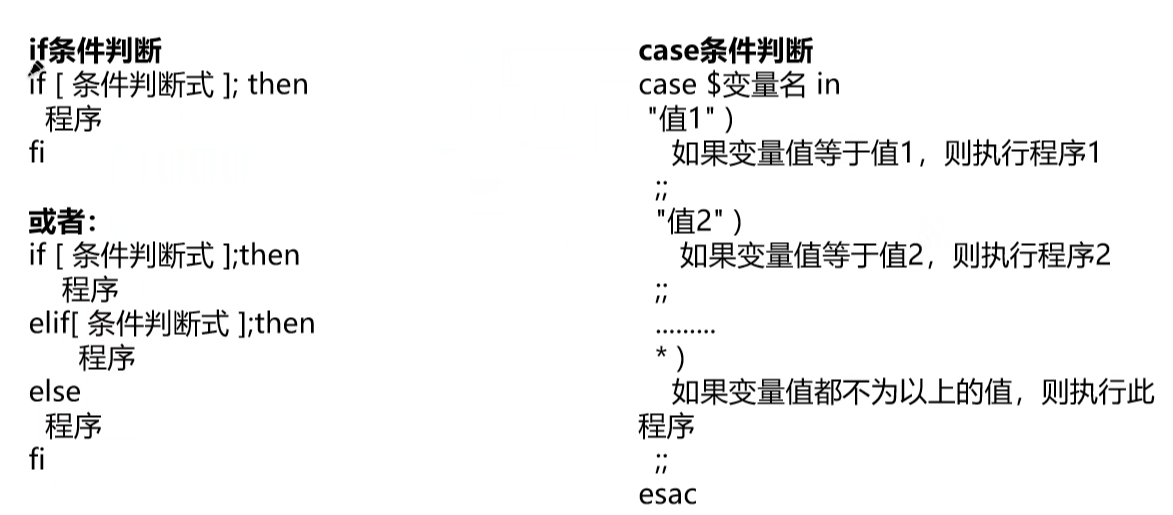 if条件判断
if [ 条件判断式 ]; then
程序
fi
或者：
if [ 条件判断式 ];then
程序
elif[ 条件判断式 ];then
程序
else
程序
fi
case条件判断
case $变量名 in
"值1" )
如果变量值等于值1，则执行程序1
;;
"值2" )
如果变量值等于值2，则执行程序2
;;
.........
* )
如果变量值都不为以上的值，则执行此
程序
;;
esac